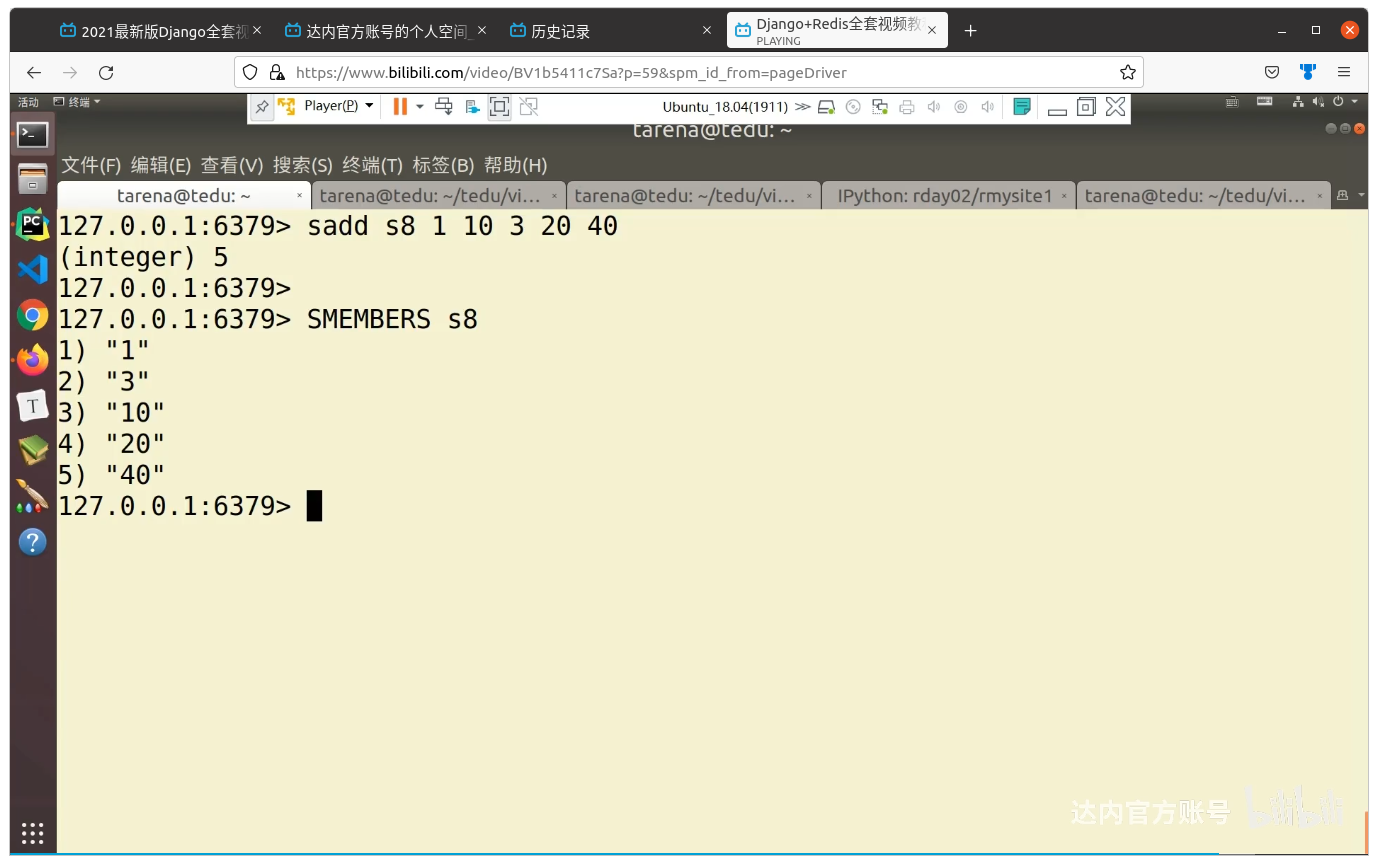 2021最新版Django全套视
达内官方账号的个人空间_
历史记录
Django+Redis全套视频教
PLAYING
https://www.bilibili.com/video/BV1b5411c7Sa?p=59&spm_id_from=pageDriver
活动 终端
Player(P)
Ubuntu_18.04(1911)
tarena@tedu: ~
文件(F) 编辑(E) 查看(V) 搜索(S) 终端(T) 标签(B) 帮助(H)
tarena@tedu: ~
tarena@tedu: ~/tedu/vi...
tarena@tedu: ~/tedu/vi...
IPython: rday02/rmysite1
tarena@tedu: ~/tedu/vi...
127.0.0.1:6379> sadd s8 1 10 3 20 40
(integer) 5
127.0.0.1:6379>
127.0.0.1:6379> SMEMBERS s8
1) "1"
2) "3"
3) "10"
4) "20"
5) "40"
127.0.0.1:6379>
达内官方账号 bilibili